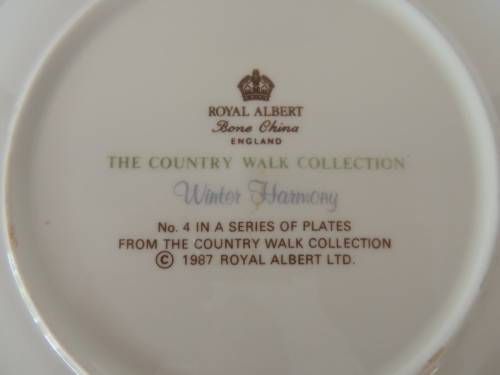 ROYAL ALBERT
Bone China
ENGLAND
THE COUNTRY WALK COLLECTION
Winter Harmony
No. 4 IN A SERIES OF PLATES
FROM THE COUNTRY WALK COLLECTION
© 1987 ROYAL ALBERT LTD.